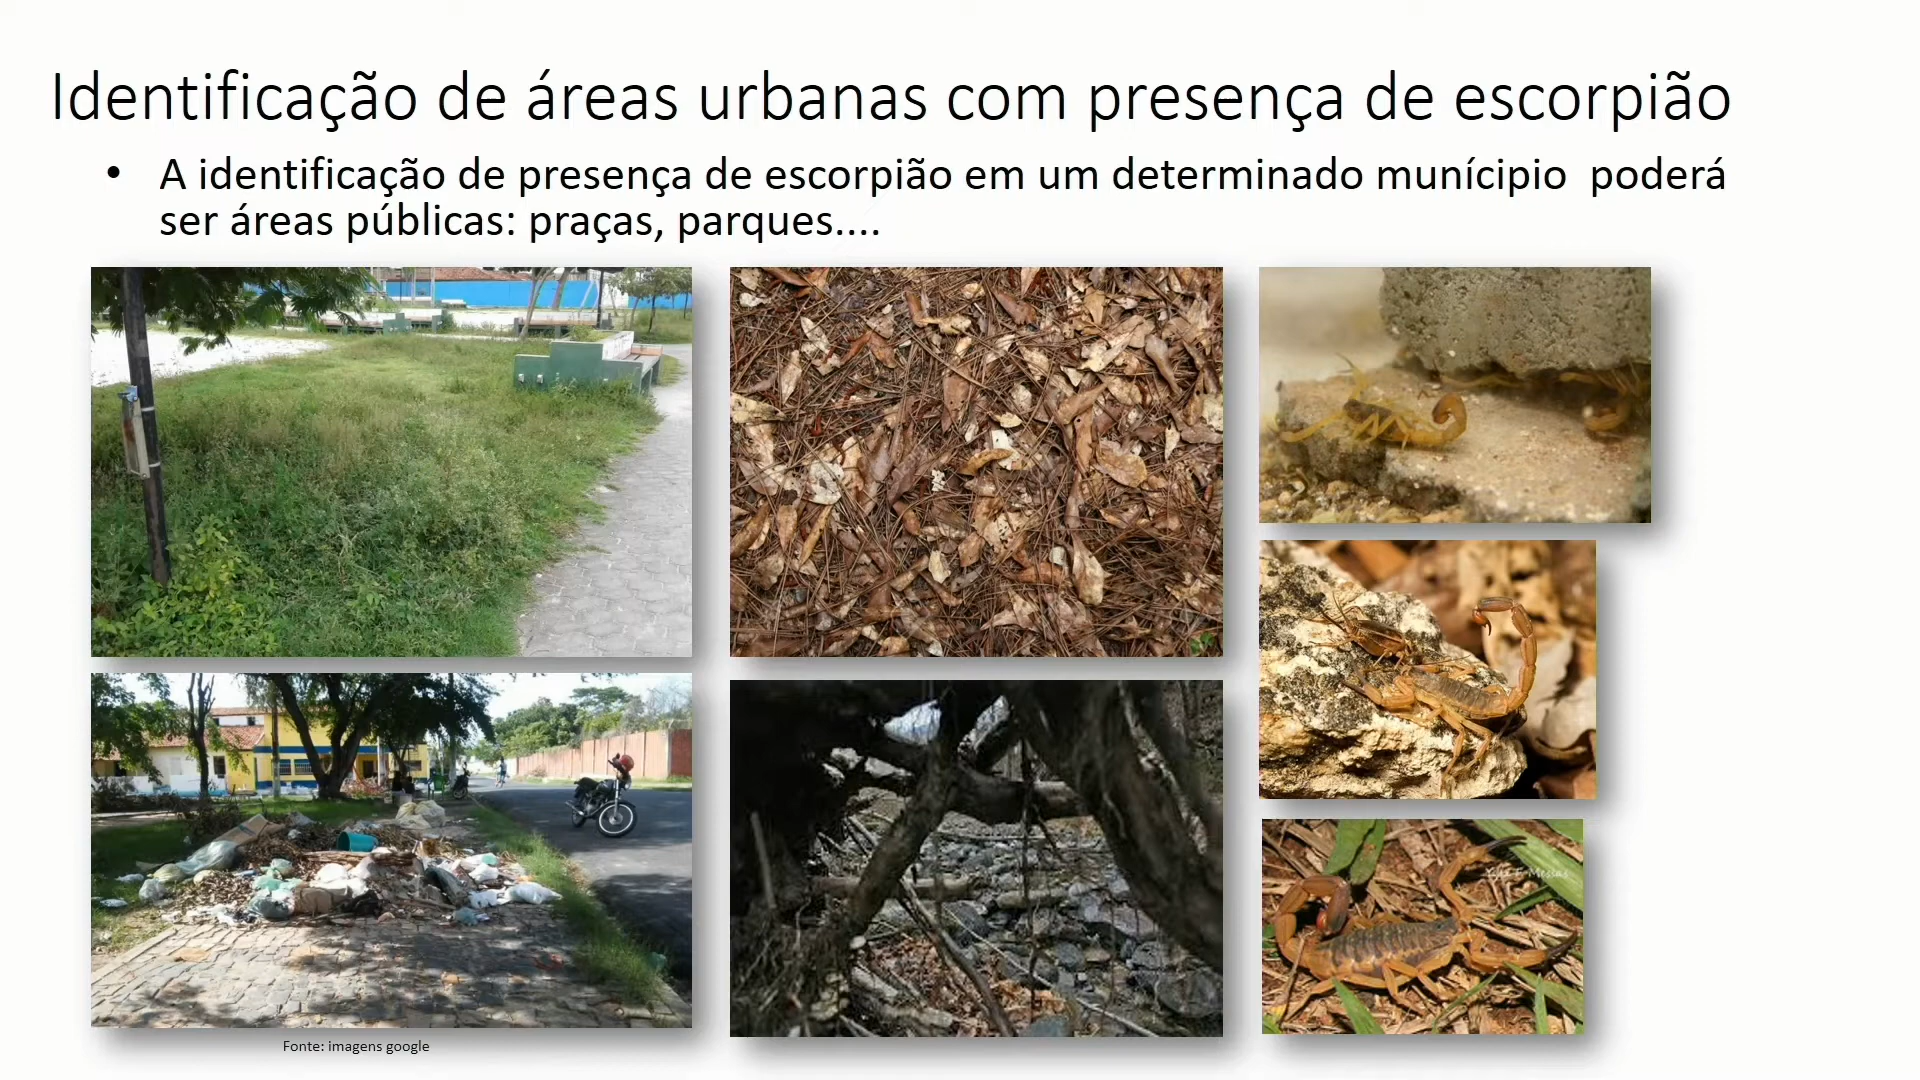 Identificação de áreas urbanas com presença de escorpião
• A identificação de presença de escorpião em um determinado munícipio poderá
ser áreas públicas: praças, parques....
Fonte: imagens google